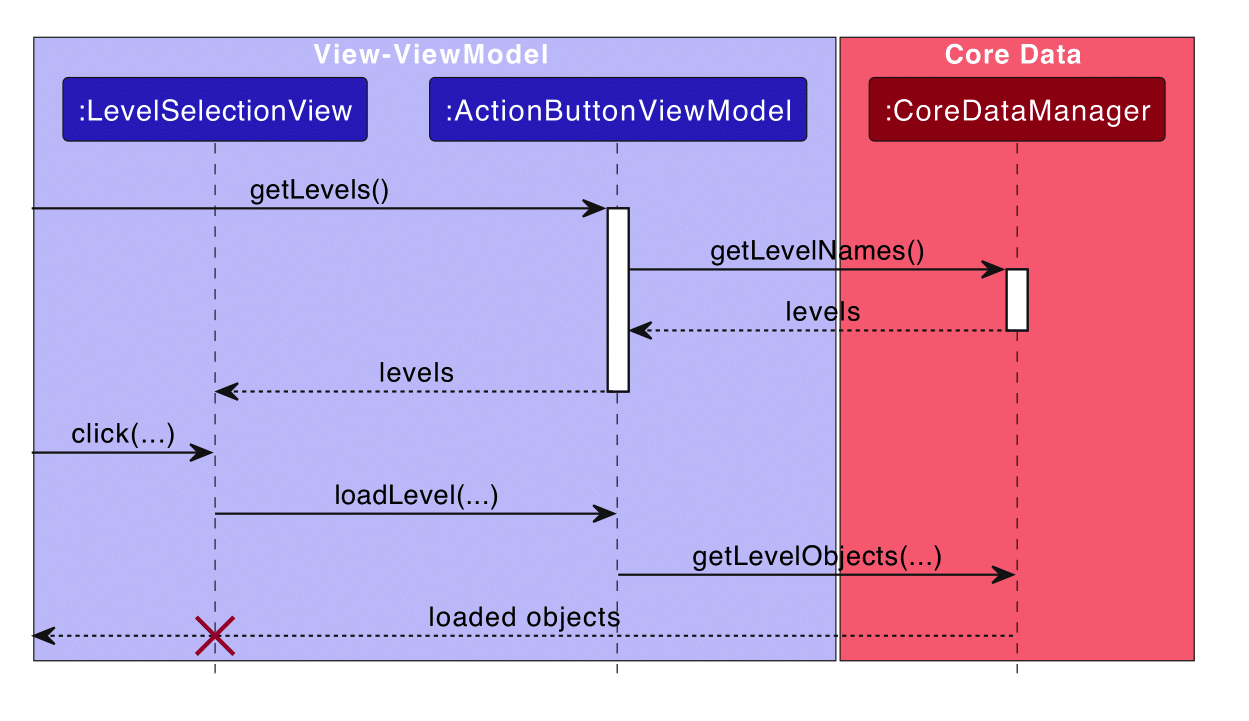 View-ViewModel
Core Data
:LevelSelectionView
:ActionButtonViewModel
:CoreDataManager
getLevels()
getLevelNames()
levels
levels
click(...)
loadLevel(...)
getLevelObjects(...)
loaded objects